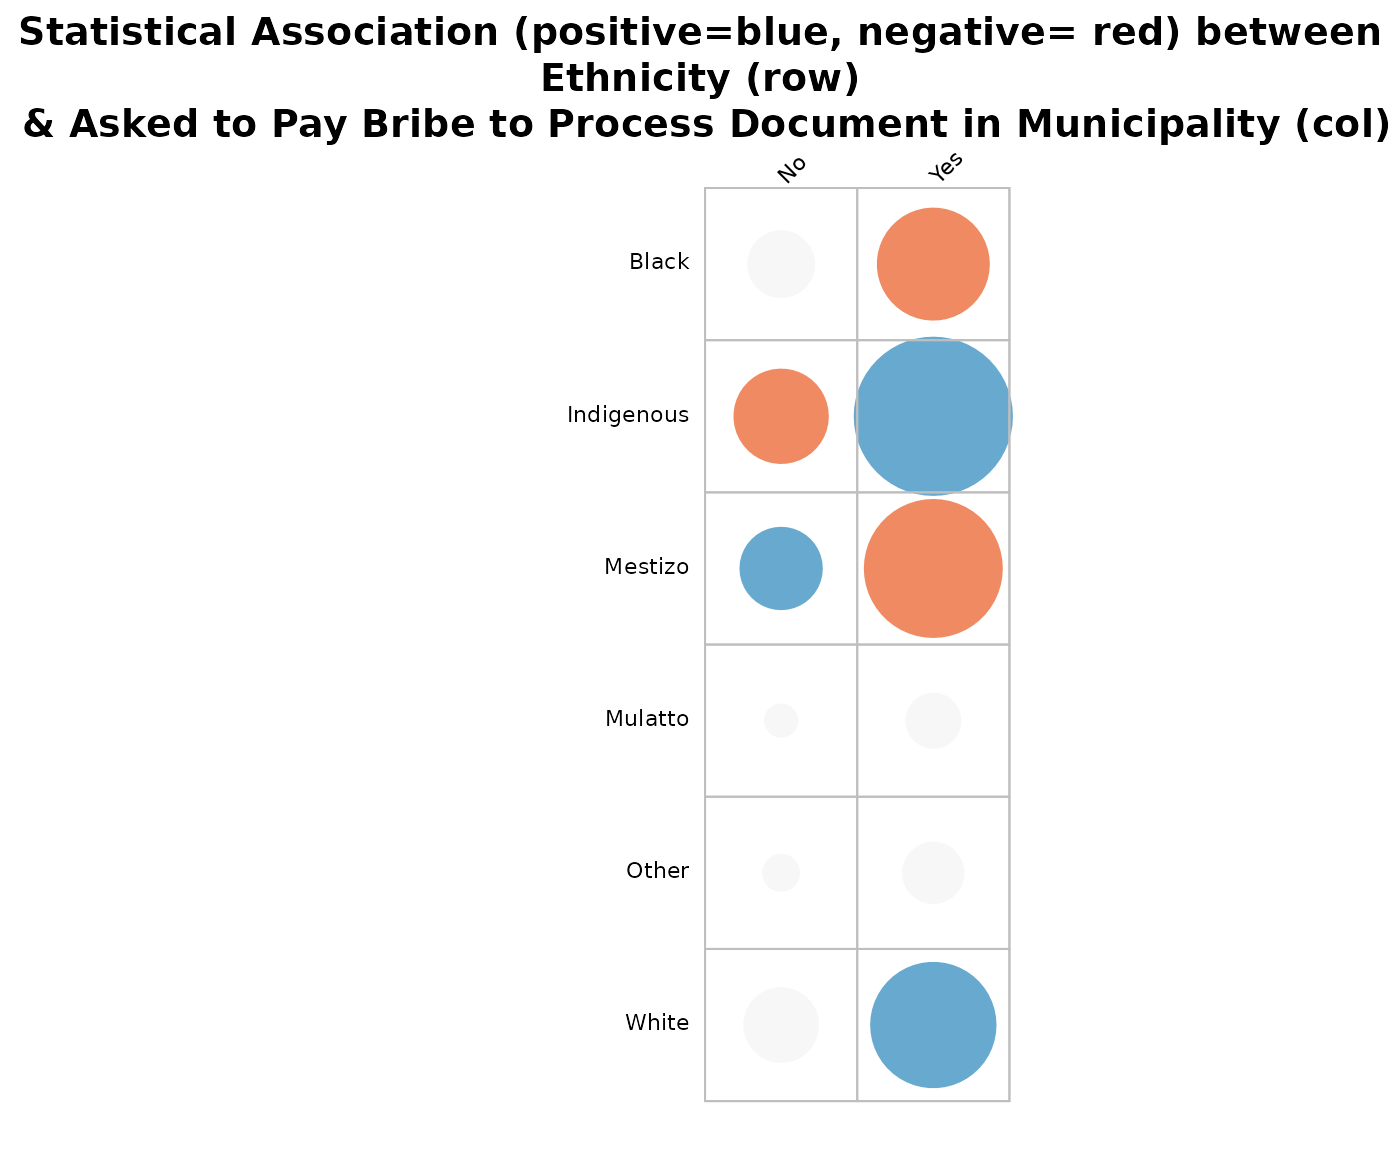 Statistical Association (positive=blue, negative= red) between
Ethnicity (row)
& Asked to Pay Bribe to Process Document in Municipality (col)
No
Yes
Black
Indigenous
Mestizo
Mulatto
Other
White